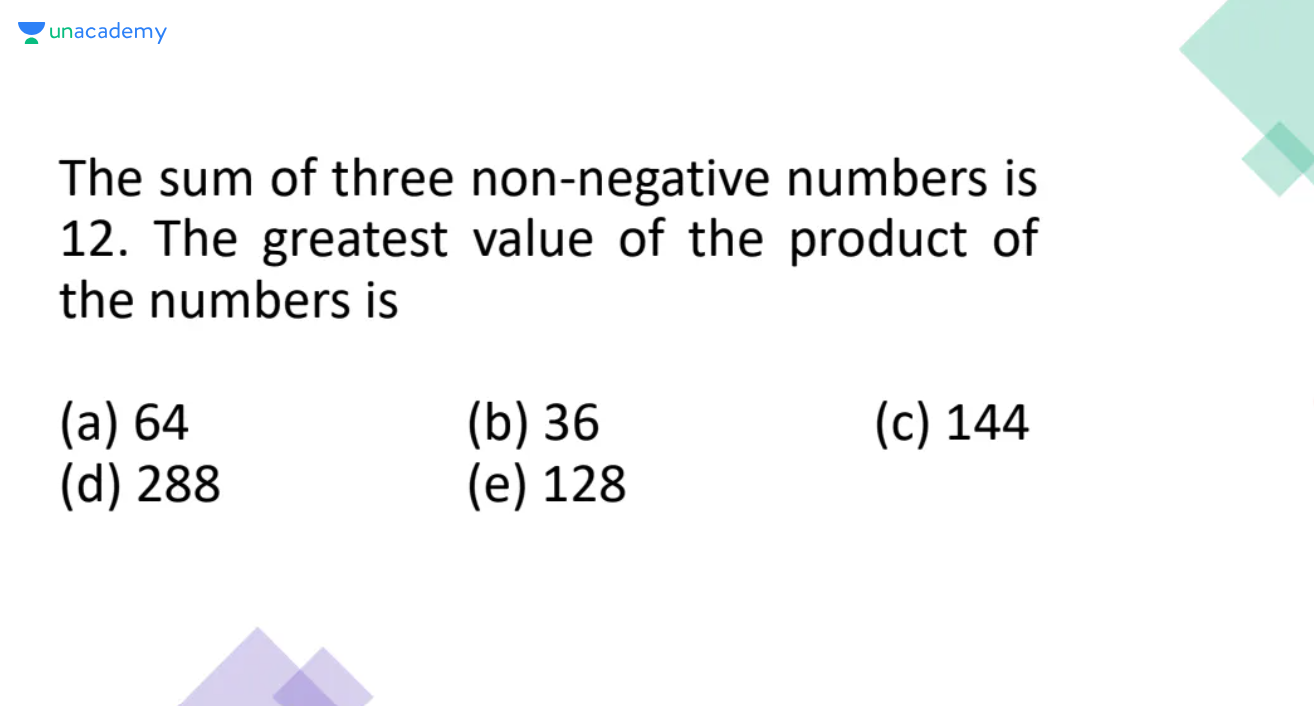 unacademy
The sum of three non-negative numbers is
12. The greatest value of the product of
the numbers is
(a) 64 (b) 36 (c) 144
(d) 288 (e) 128